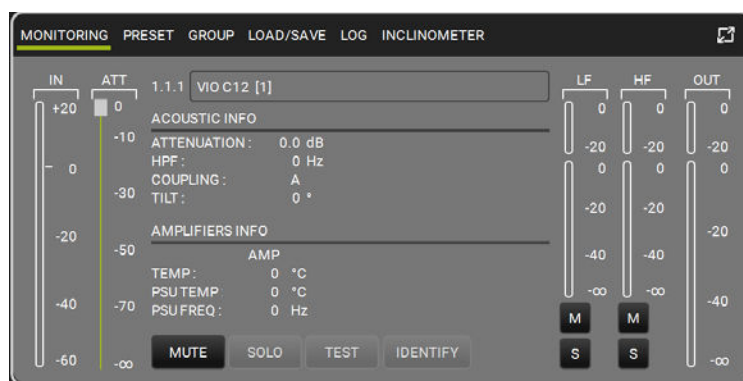 MONITORING PRESET GROUP LOAD/SAVE LOG INCLINOMETER
IN ATT LF HF OUT
1.1.1 VIO C12 [1]
+20 0 0 0 0
ACOUSTIC INFO
-10 -20 -20 -20
ATTENUATION : 0.0 dB
HPF : 0 Hz
0 0 0 0
COUPLING : A
-30
TILT : 0 °
-20 -20
AMPLIFIERS INFO
-20 -20
-50 AMP -40 -40
TEMP : 0 °C
PSU TEMP 0 °C
-∞ -∞
-40 -70 PSU FREQ : 0 Hz -40
M M
MUTE SOLO TEST IDENTIFY S S
-60 -∞ -∞